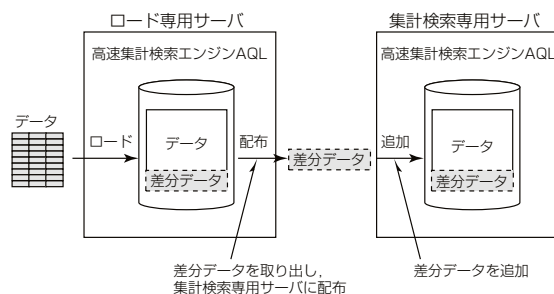 ロード専用サーバ
集計検索専用サーバ
高速集計検索エンジンAQL
高速集計検索エンジンAQL
データ
ロード
データ
配布
差分データ
差分データ
追加
データ
差分データ
差分データを取り出し,
集計検索専用サーバに配布
差分データを追加